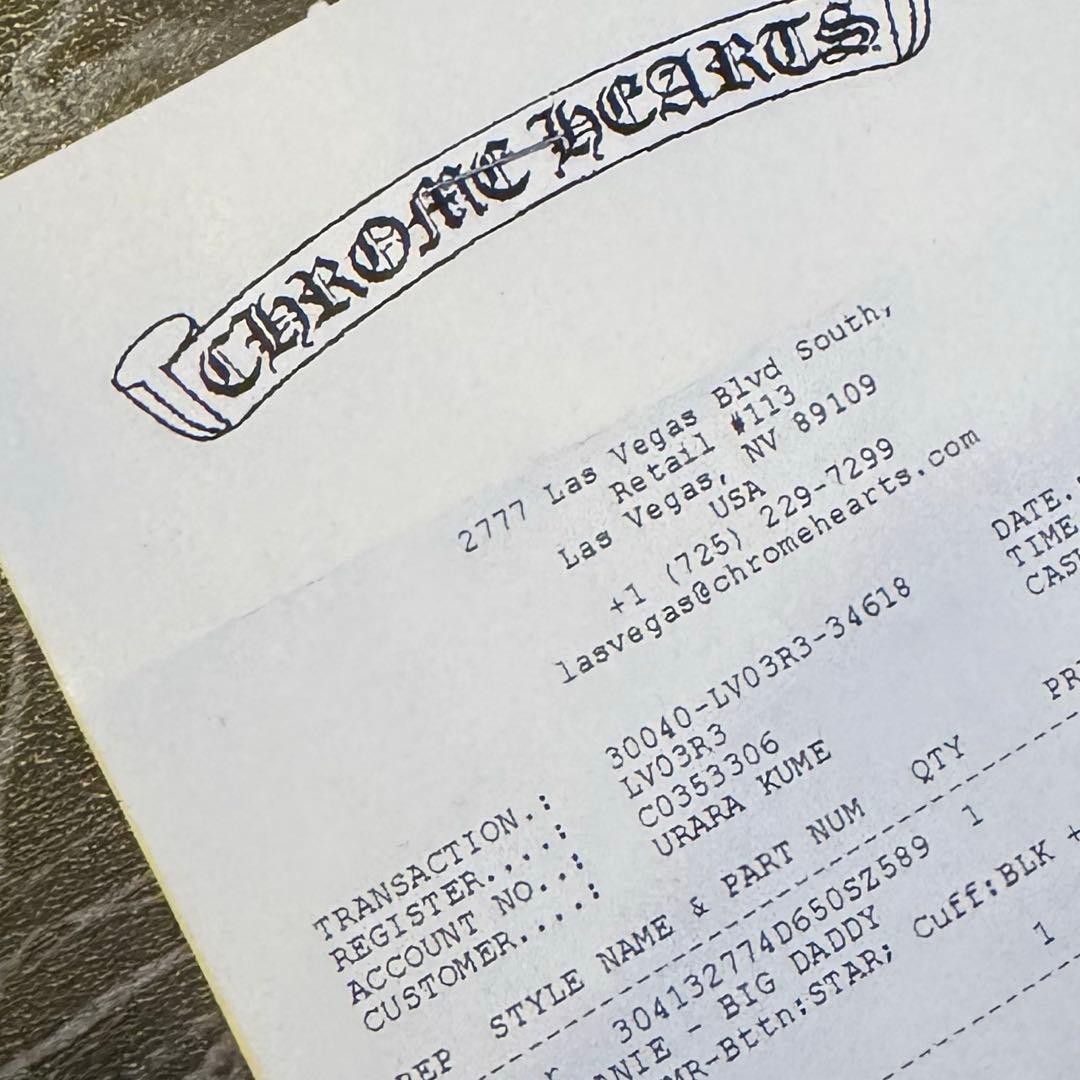 CHROME HEARTS
2777 Las Vegas Blvd South,
Retail #113
Las Vegas, NV 89109
USA
+1 (725) 229-7299
lasvegas@chromehearts.com
DATE.
TIME
TRANSACTION.: 30040-LV03R3-34618
REGISTER....: LV03R3
ACCOUNT NO..: C0353306
CUSTOMER....: URARA KUME
STYLE NAME & PART NUM QTY
304132774D650SZ589 1
- BIG DADDY
MR-Bttn:STAR; Cuff:BLK +
1